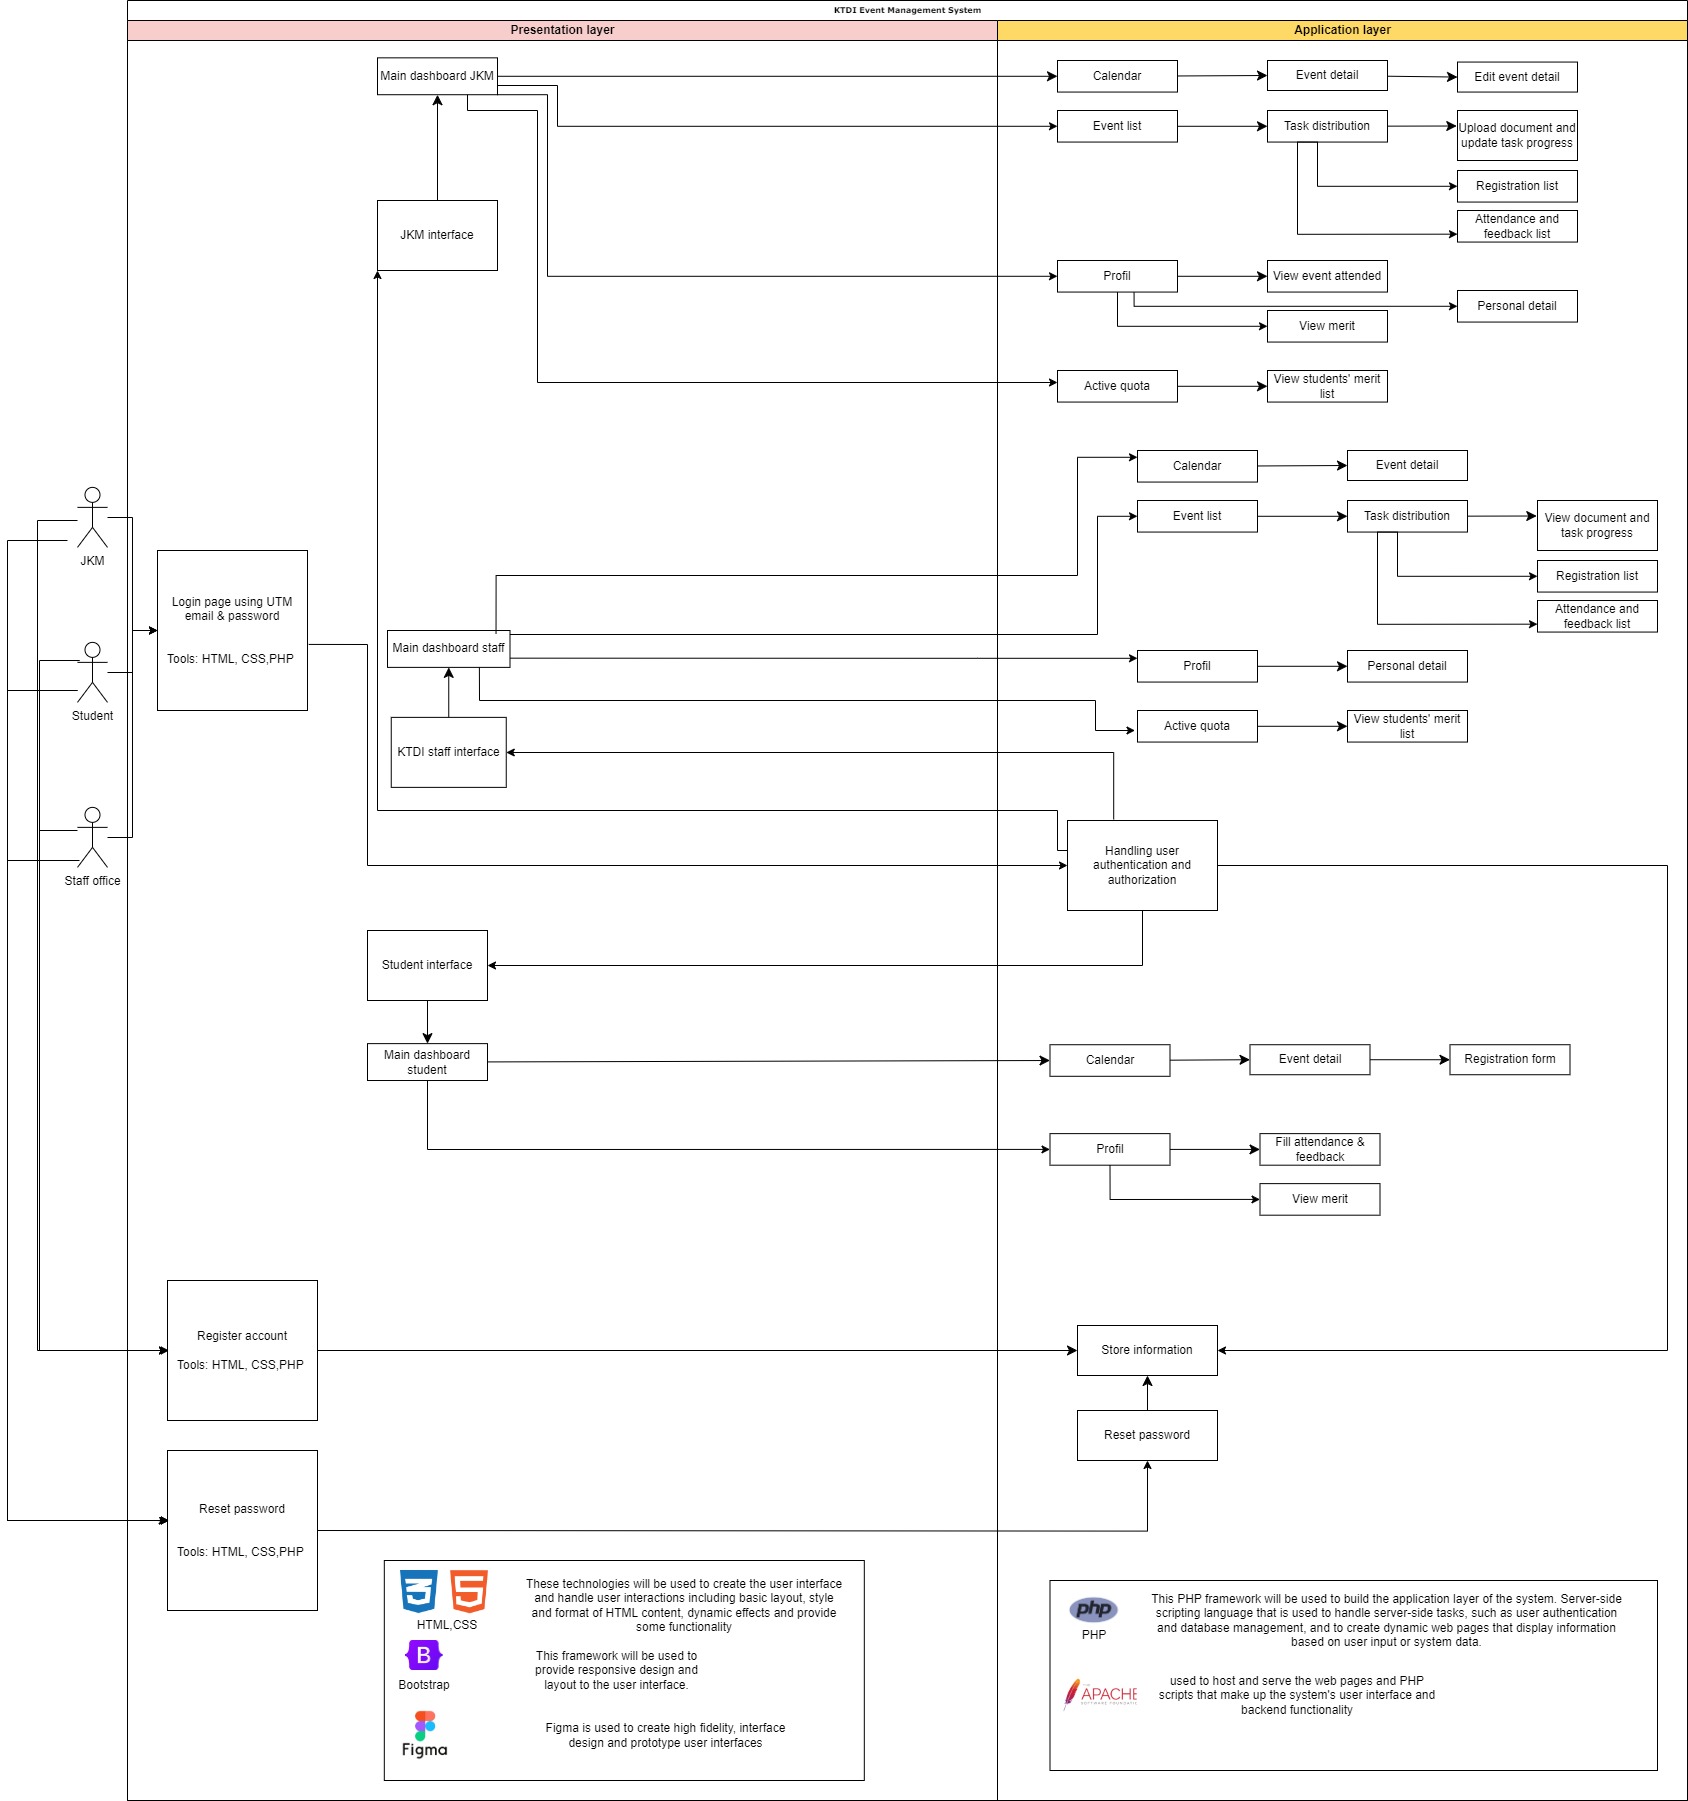 KTDI Event Management System
Presentation layer
Application layer
Main dashboard JKM
Calendar
Event detail
Edit event detail
Event list
Task distribution
Upload document and
update task progress
Registration list
Attendance and
feedback list
JKM interface
Profil
View event attended
Personal detail
View merit
Active quota
View students' merit
list
Calendar
Event detail
Event list
Task distribution
View document and
task progress
Registration list
Attendance and
feedback list
JKM
Login page using UTM
email & password
Tools: HTML, CSS,PHP
Main dashboard staff
Profil
Personal detail
Student
Active quota
View students' merit
list
KTDI staff interface
Staff office
Handling user
authentication and
authorization
Student interface
Main dashboard
student
Calendar
Event detail
Registration form
Profil
Fill attendance &
feedback
View merit
Register account
Tools: HTML, CSS,PHP
Store information
Reset password
Reset password
Tools: HTML, CSS,PHP
HTML,CSS
These technologies will be used to create the user interface
and handle user interactions including basic layout, style
and format of HTML content, dynamic effects and provide
some functionality
B
Bootstrap
This framework will be used to
provide responsive design and
layout to the user interface.
Figma
Figma is used to create high fidelity, interface
design and prototype user interfaces
php
PHP
This PHP framework will be used to build the application layer of the system. Server-side
scripting language that is used to handle server-side tasks, such as user authentication
and database management, and to create dynamic web pages that display information
based on user input or system data.
APACHE
used to host and serve the web pages and PHP
scripts that make up the system's user interface and
backend functionality